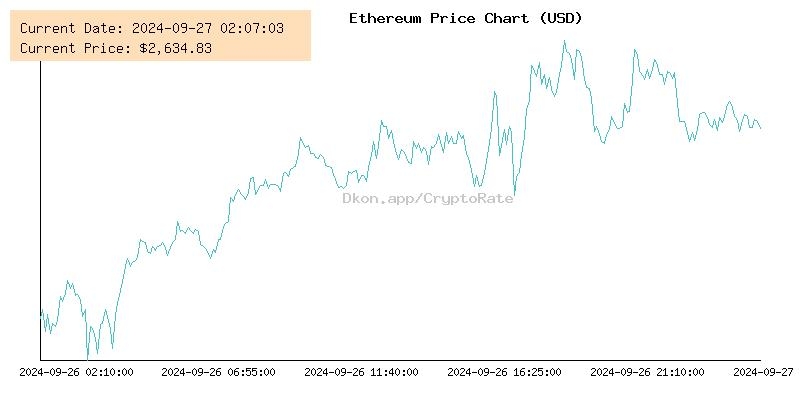 Ethereum Price Chart (USD)
Current Date: 2024-09-27 02:07:03
Current Price: $2,634.83
Dkon.app/CryptoRate
2024-09-26 02:10:00 2024-09-26 06:55:00 2024-09-26 11:40:00 2024-09-26 16:25:00 2024-09-26 21:10:00 2024-09-27